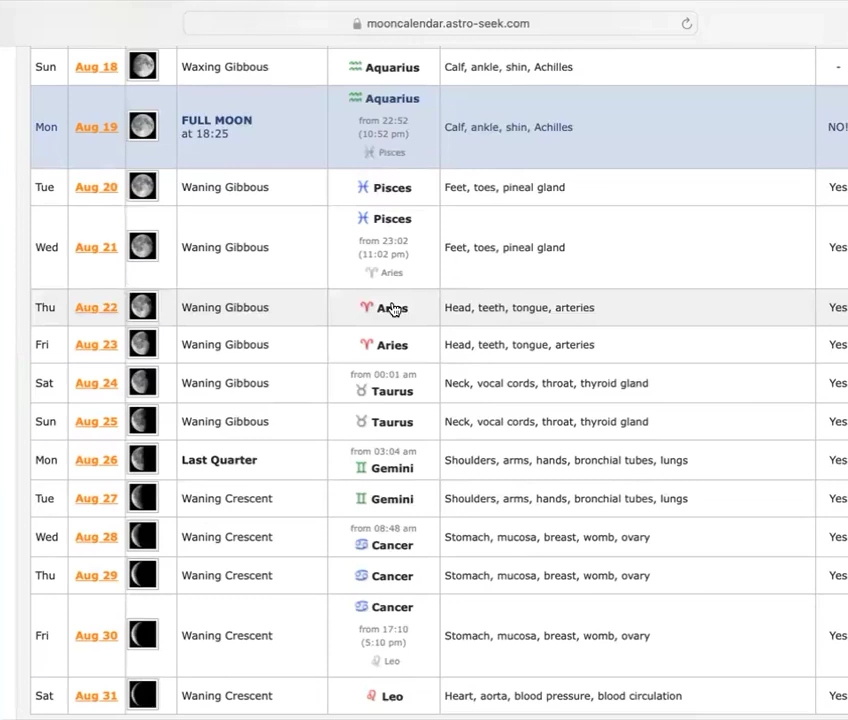 mooncalendar.astro-seek.com
Sun Aug 18 Waxing Gibbous Aquarius Calf, ankle, shin, Achilles -
Aquarius
Mon Aug 19 FULL MOON at 18:25 from 22:52 (10:52 pm) Calf, ankle, shin, Achilles NO!
Pisces
Tue Aug 20 Waning Gibbous Pisces Feet, toes, pineal gland Yes
Pisces
Wed Aug 21 Waning Gibbous from 23:02 (11:02 pm) Feet, toes, pineal gland Yes
Aries
Thu Aug 22 Waning Gibbous Aries Head, teeth, tongue, arteries Yes
Fri Aug 23 Waning Gibbous Aries Head, teeth, tongue, arteries Yes
Sat Aug 24 Waning Gibbous from 00:01 am Taurus Neck, vocal cords, throat, thyroid gland Yes
Sun Aug 25 Waning Gibbous Taurus Neck, vocal cords, throat, thyroid gland Yes
Mon Aug 26 Last Quarter from 03:04 am Gemini Shoulders, arms, hands, bronchial tubes, lungs Yes
Tue Aug 27 Waning Crescent Gemini Shoulders, arms, hands, bronchial tubes, lungs Yes
Wed Aug 28 Waning Crescent from 08:48 am Cancer Stomach, mucosa, breast, womb, ovary Yes
Thu Aug 29 Waning Crescent Cancer Stomach, mucosa, breast, womb, ovary Yes
Cancer
Fri Aug 30 Waning Crescent from 17:10 (5:10 pm) Stomach, mucosa, breast, womb, ovary Yes
Leo
Sat Aug 31 Waning Crescent Leo Heart, aorta, blood pressure, blood circulation Yes